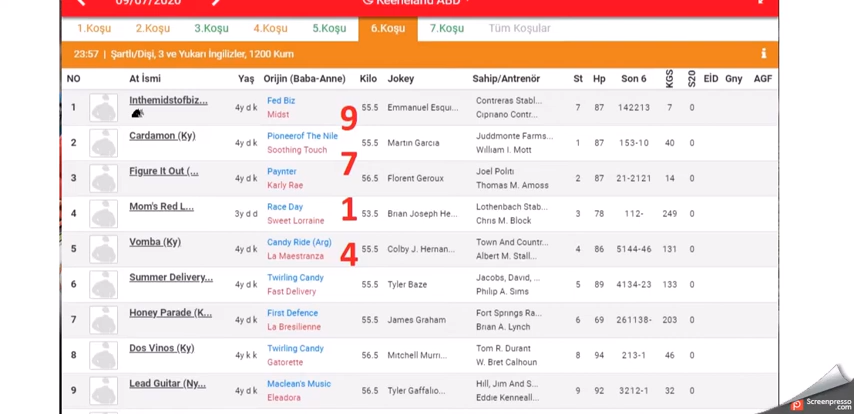 09/07/2020 Keeneland ABD
1.Koşu 2.Koşu 3.Koşu 4.Koşu 5.Koşu 6.Koşu 7.Koşu Tüm Koşular
23:57 | Şartlı/Dişi, 3 ve Yukarı İngilizler, 1200 Kum i
NO At İsmi Yaş Orijin (Baba-Anne) Kilo Jokey Sahip/Antrenör St Hp Son 6 KGS S20 EİD Gny AGF
1 Inthemidstofbiz... 4y d k Fed Biz 55.5 Emmanuel Esqui... Contreras Stabl... 7 87 142213 7 0
Midst Cipriano Contr...
9
2 Cardamon (Ky) 4y d k Pioneerof The Nile 55.5 Martin Garcia Juddmonte Farms... 1 87 153-10 40 0
Soothing Touch William I. Mott
7
3 Figure It Out (... 4y d k Paynter 56.5 Florent Geroux Joel Politi 2 87 21-2121 14 0
Karly Rae Thomas M. Amoss
1
4 Mom's Red L... 3y d d Race Day 53.5 Brian Joseph He... Lothenbach Stab... 3 78 112- 249 0
Sweet Lorraine Chris M. Block
4
5 Vomba (Ky) 4y d k Candy Ride (Arg) 55.5 Colby J. Hernan... Town And Countr... 4 86 5144-46 131 0
La Maestranza Albert M. Stall...
6 Summer Delivery... 4y d k Twirling Candy 55.5 Tyler Baze Jacobs, David, ... 5 89 4134-23 133 0
Fast Delivery Philip A. Sims
7 Honey Parade (K... 4y d k First Defence 55.5 James Graham Fort Springs Ra... 6 69 261138- 203 0
La Bresilienne Brian A. Lynch
8 Dos Vinos (Ky) 4y k k Twirling Candy 56.5 Mitchell Murri... Tom R. Durant 8 94 213-1 46 0
Gatorette W. Bret Calhoun
9 Lead Guitar (Ny... 4y d k Maclean's Music 56.5 Tyler Gaffalio... Hill, Jim And S... 9 92 3212-1 32 0
Eleadora Eddie Kenneall...
Screenpresso
.com